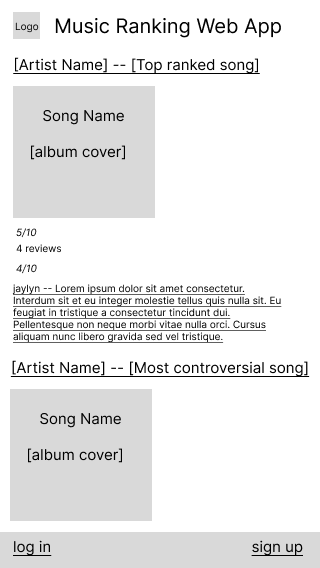 Logo
Music Ranking Web App
[Artist Name] -- [Top ranked song]
Song Name
[album cover]
5/10
4 reviews
4/10
jaylyn -- Lorem ipsum dolor sit amet consectetur.
Interdum sit et eu integer molestie tellus quis nulla sit. Eu
feugiat in tristique a consectetur tincidunt dui.
Pellentesque non neque morbi vitae nulla orci. Cursus
aliquam nunc libero gravida sed vel tristique.
[Artist Name] -- [Most controversial song]
Song Name
[album cover]
log in
sign up